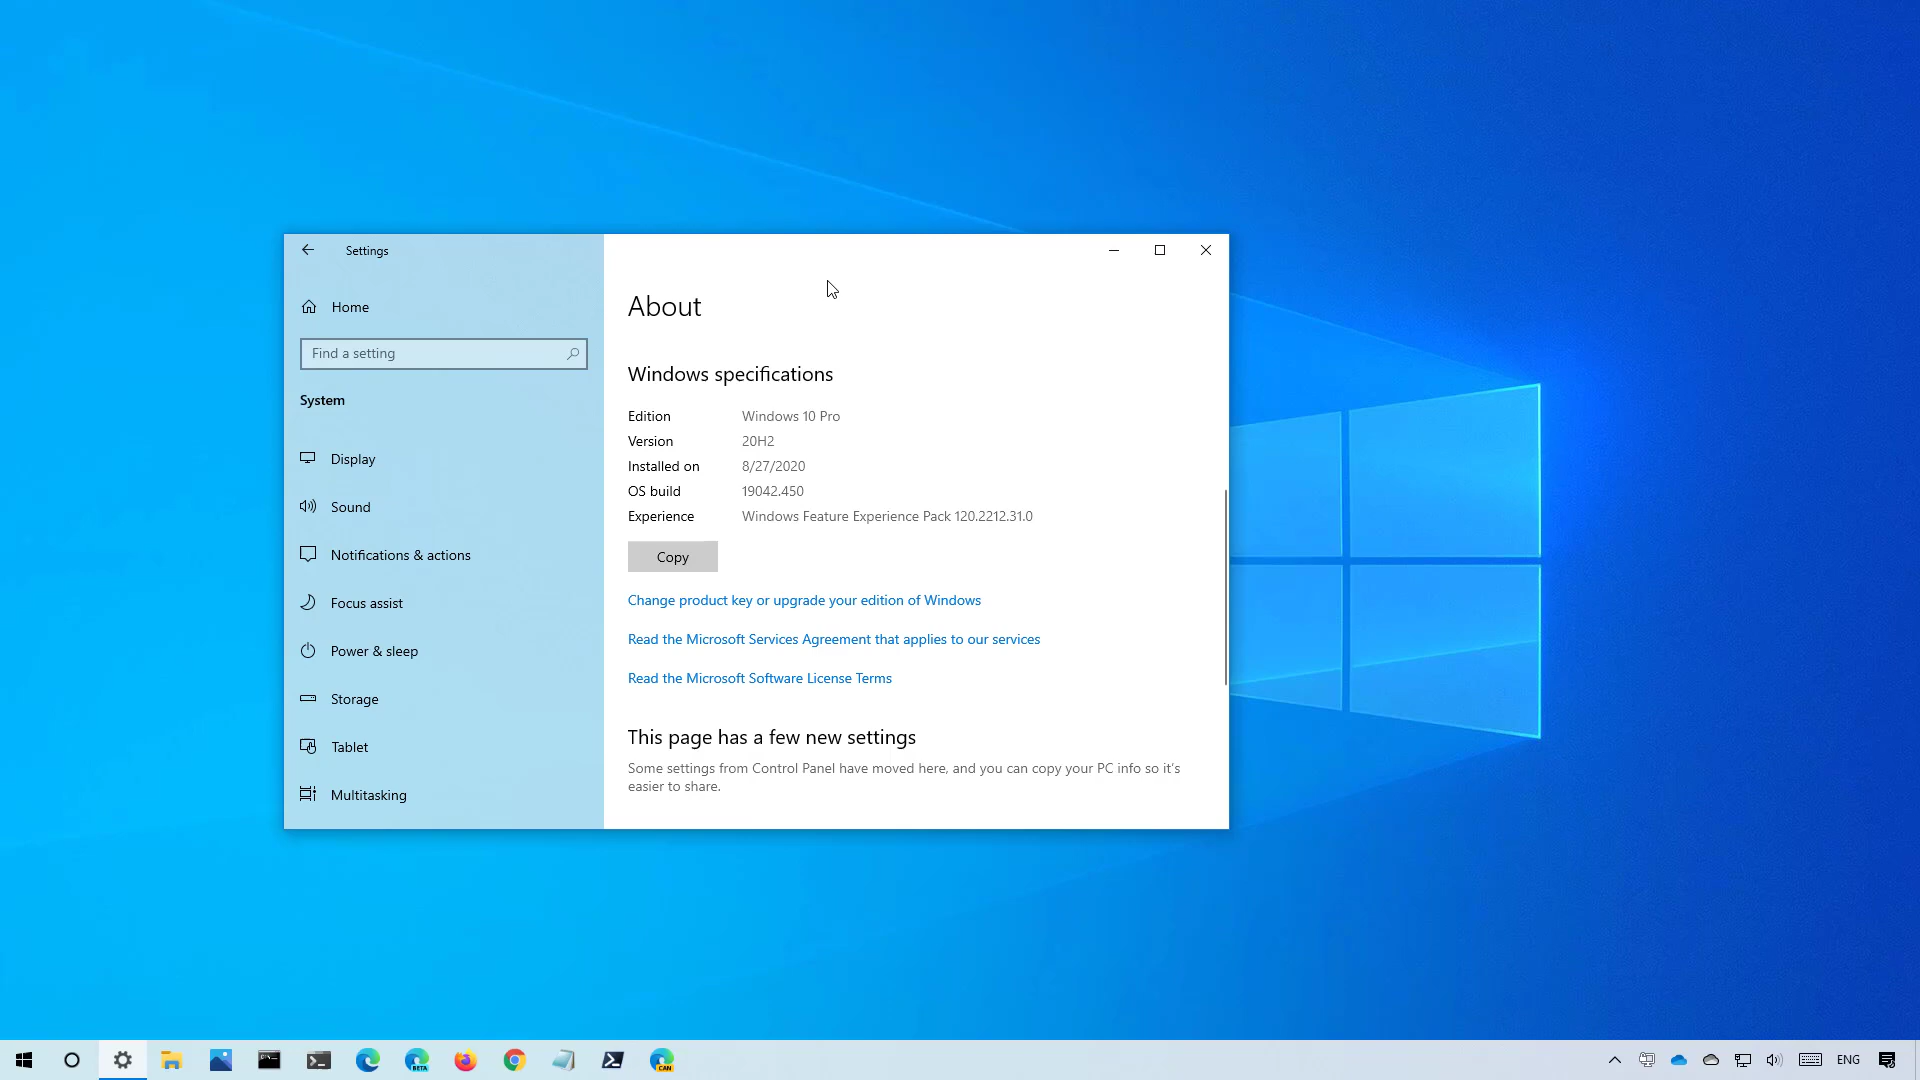 Settings
Home
Find a setting
System
Display
Sound
Notifications & actions
Focus assist
Power & sleep
Storage
Tablet
Multitasking
About
Windows specifications
Edition Windows 10 Pro
Version 20H2
Installed on 8/27/2020
OS build 19042.450
Experience Windows Feature Experience Pack 120.2212.31.0
Copy
Change product key or upgrade your edition of Windows
Read the Microsoft Services Agreement that applies to our services
Read the Microsoft Software License Terms
This page has a few new settings
Some settings from Control Panel have moved here, and you can copy your PC info so it's
easier to share.
BETA
CAN
ENG